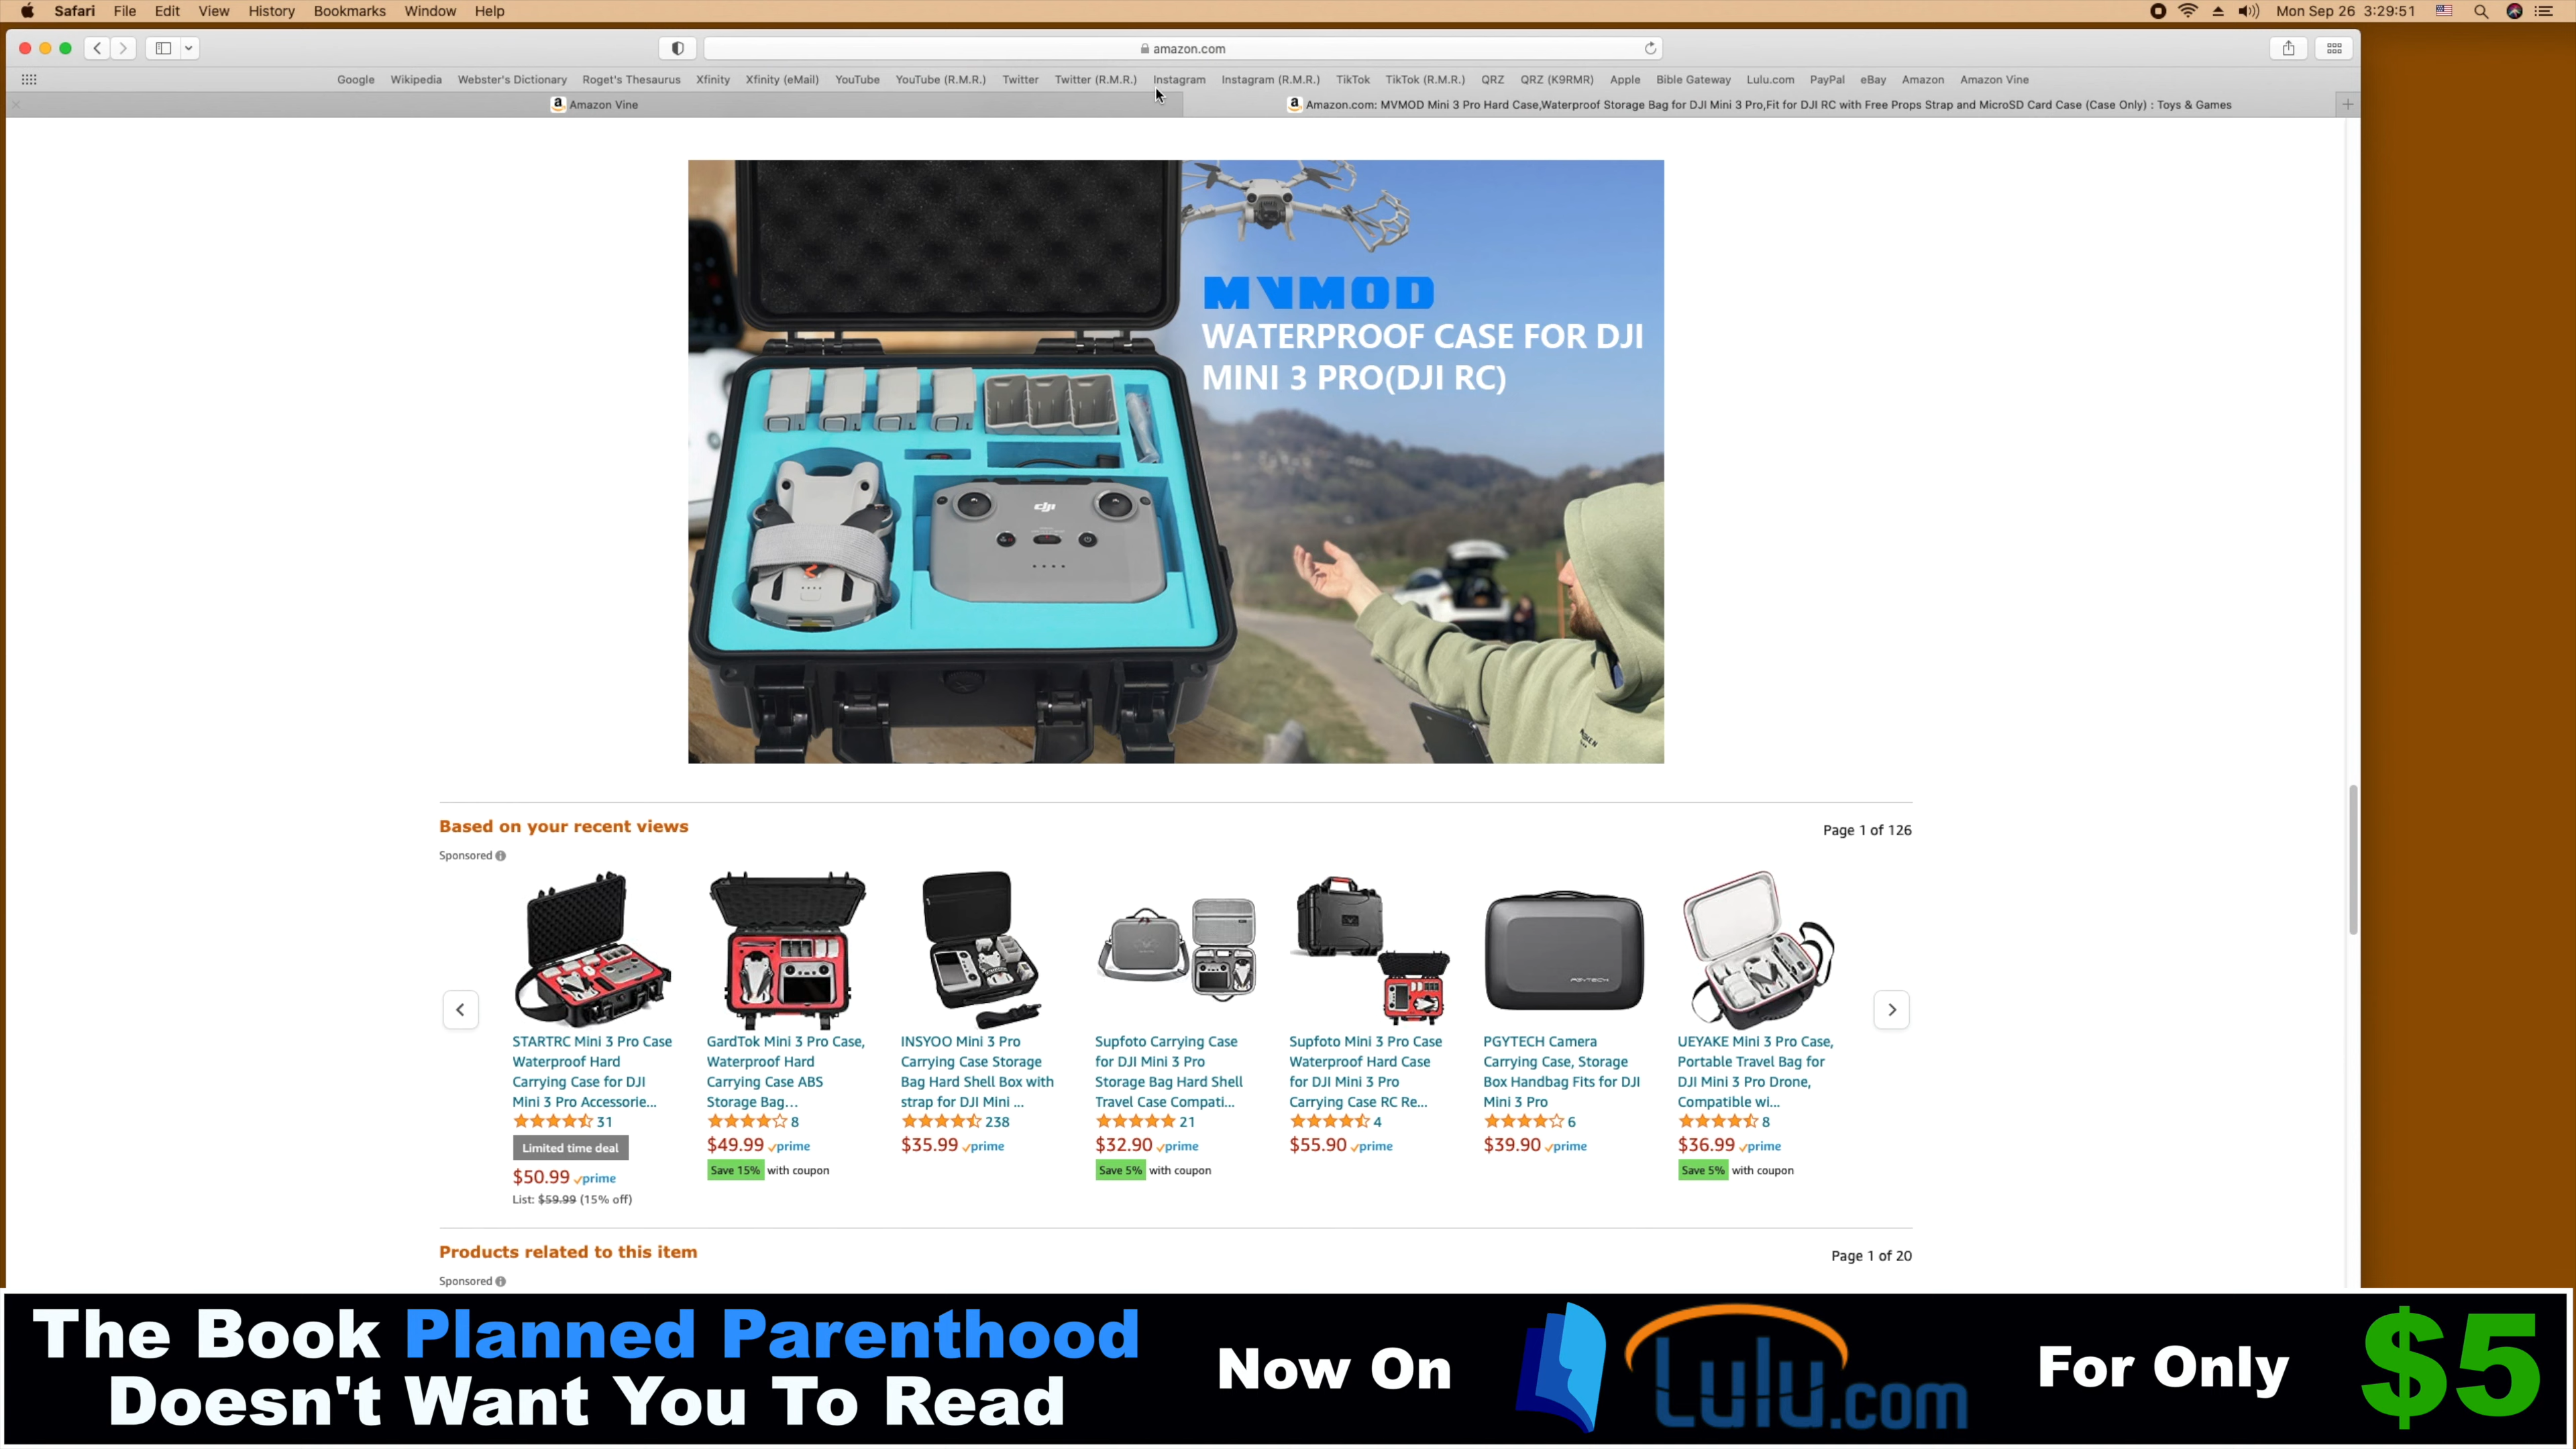 Safari File Edit View History Bookmarks Window Help
Mon Sep 26 3:29:51
amazon.com
Google Wikipedia Webster's Dictionary Roget's Thesaurus Xfinity Xfinity (eMail) YouTube YouTube (R.M.R.) Twitter Twitter (R.M.R.) Instagram Instagram (R.M.R.) TikTok TikTok (R.M.R.) QRZ QRZ (K9RMR) Apple Bible Gateway Lulu.com PayPal eBay Amazon Amazon Vine
Amazon Vine
Amazon.com: MVMOD Mini 3 Pro Hard Case,Waterproof Storage Bag for DJI Mini 3 Pro,Fit for DJI RC with Free Props Strap and MicroSD Card Case (Case Only) : Toys & Games
MVMOD
WATERPROOF CASE FOR DJI
MINI 3 PRO(DJI RC)
dji
Based on your recent views
Page 1 of 126
Sponsored
PGYTECH
STARTRC Mini 3 Pro Case
Waterproof Hard
Carrying Case for DJI
Mini 3 Pro Accessorie...
31
Limited time deal
$50.99 prime
List: $59.99 (15% off)
GardTok Mini 3 Pro Case,
Waterproof Hard
Carrying Case ABS
Storage Bag...
8
$49.99 prime
Save 15% with coupon
INSYOO Mini 3 Pro
Carrying Case Storage
Bag Hard Shell Box with
strap for DJI Mini ...
238
$35.99 prime
Supfoto Carrying Case
for DJI Mini 3 Pro
Storage Bag Hard Shell
Travel Case Compati...
21
$32.90 prime
Save 5% with coupon
Supfoto Mini 3 Pro Case
Waterproof Hard Case
for DJI Mini 3 Pro
Carrying Case RC Re...
4
$55.90 prime
PGYTECH Camera
Carrying Case, Storage
Box Handbag Fits for DJI
Mini 3 Pro
6
$39.90 prime
UEYAKE Mini 3 Pro Case,
Portable Travel Bag for
DJI Mini 3 Pro Drone,
Compatible wi...
8
$36.99 prime
Save 5% with coupon
Products related to this item
Page 1 of 20
Sponsored
The Book Planned Parenthood
Doesn't Want You To Read
Now On
Lulu.com
For Only
$5